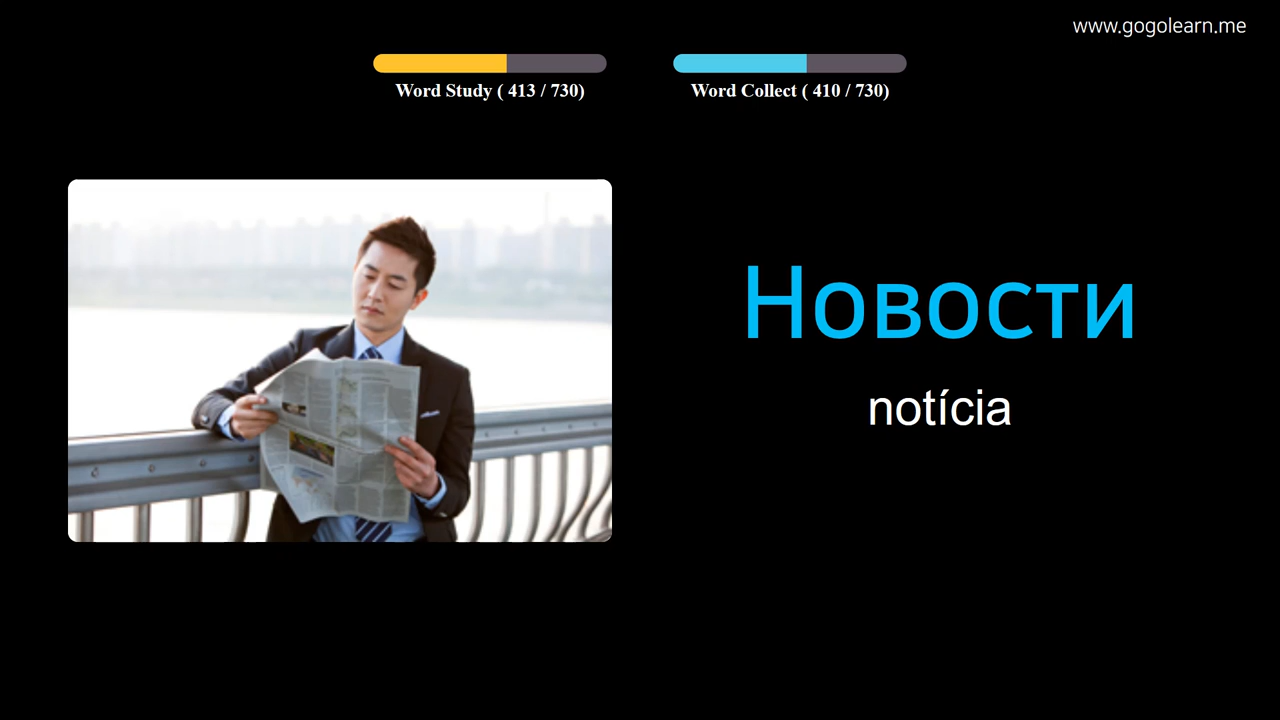 www.gogolearn.me
Word Study ( 413 / 730)
Word Collect ( 410 / 730)
Новости
notícia